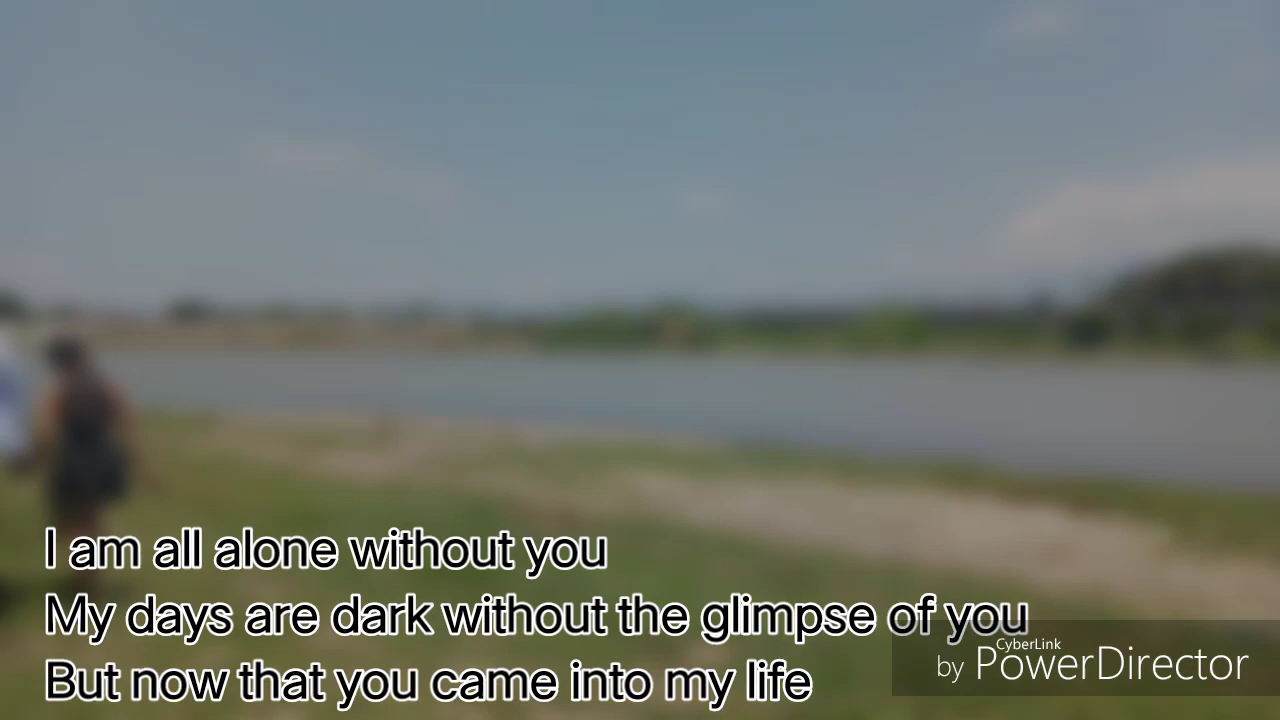 I am all alone without you
My days are dark without the glimpse of you
But now that you came into my life
CyberLink
by PowerDirector